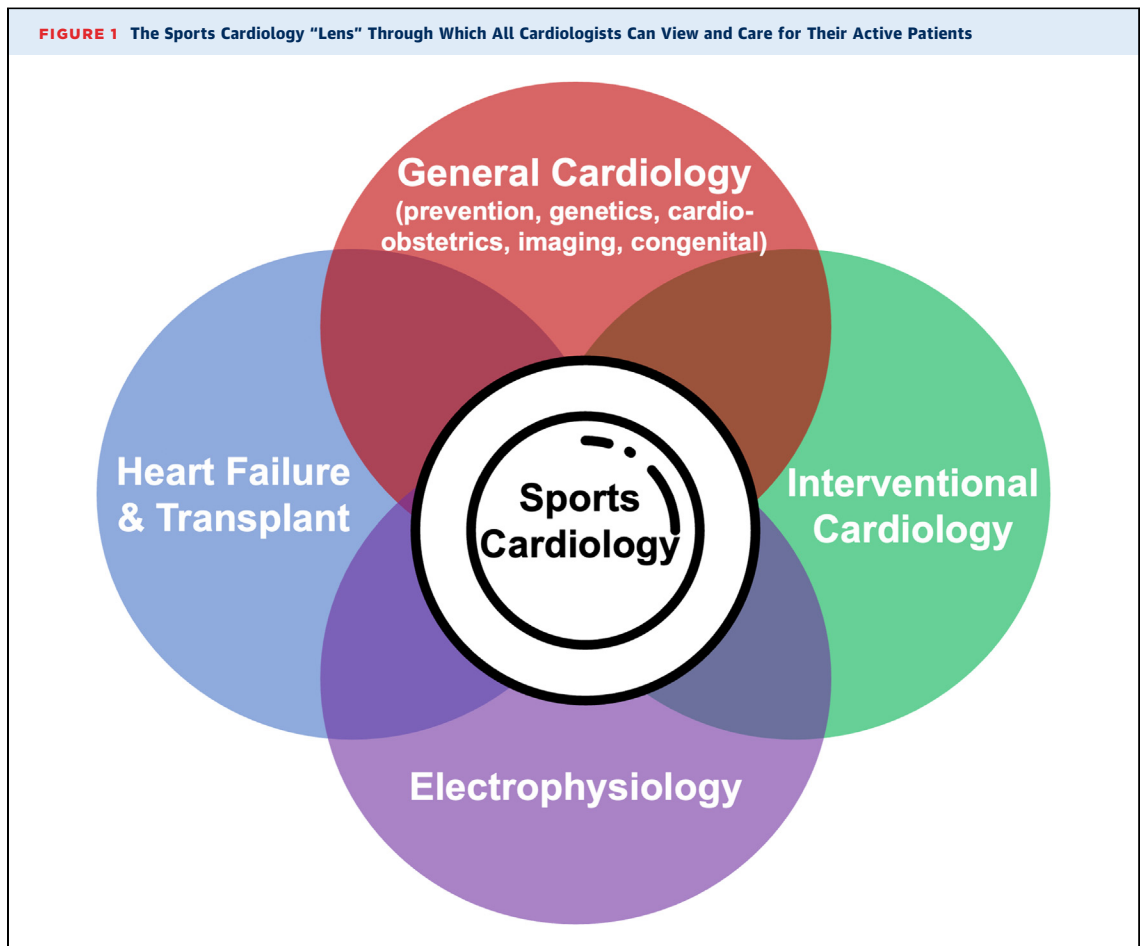 FIGURE 1 The Sports Cardiology “Lens” Through Which All Cardiologists Can View and Care for Their Active Patients
General Cardiology
(prevention, genetics, cardio-
obstetrics, imaging, congenital)
Heart Failure
& Transplant
Sports
Cardiology
Interventional
Cardiology
Electrophysiology